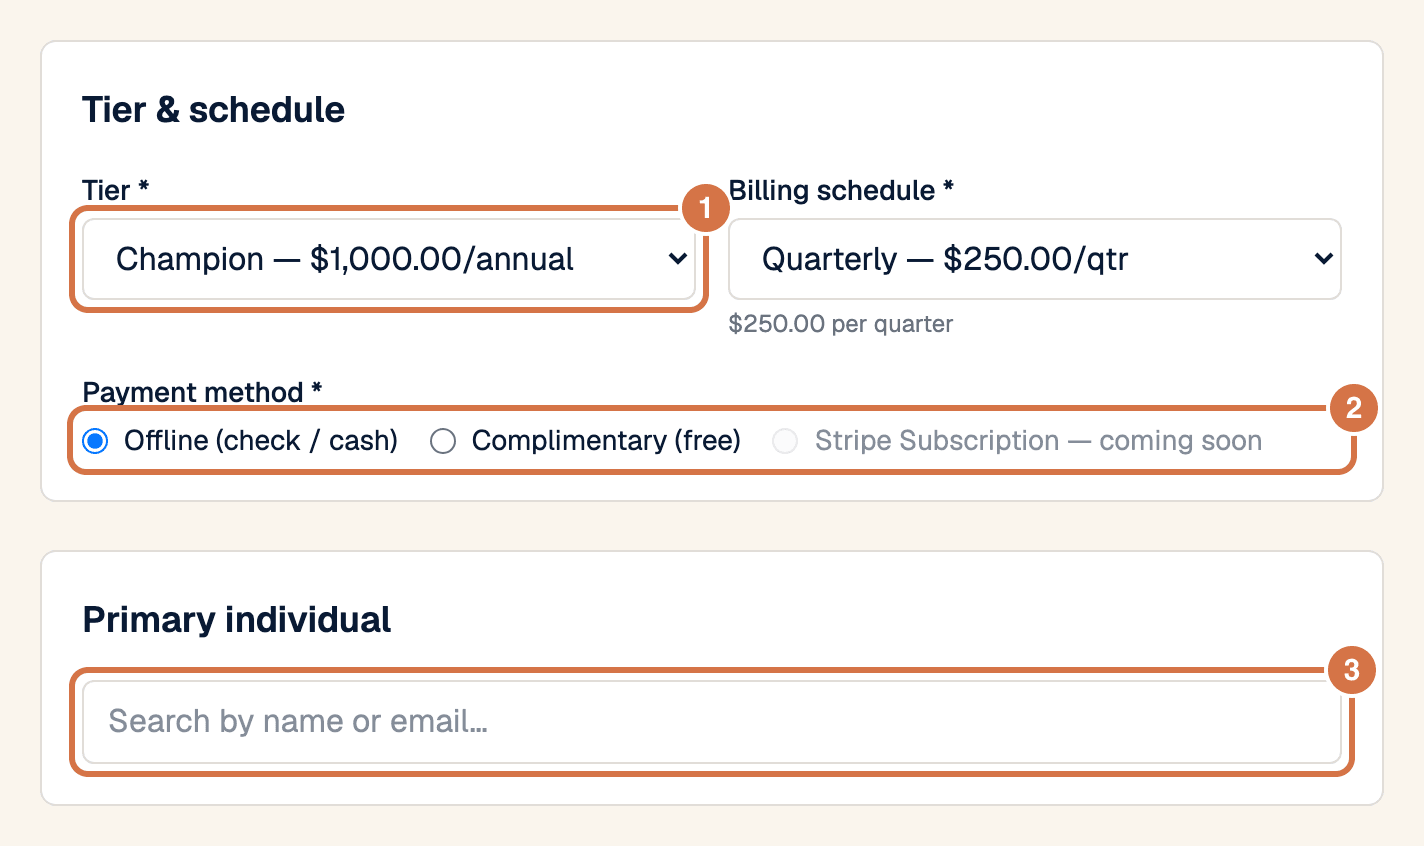 Tier & schedule
Tier *
1
Billing schedule *
Champion — $1,000.00/annual
Quarterly — $250.00/qtr
$250.00 per quarter
Payment method *
2
Offline (check / cash)
Complimentary (free)
Stripe Subscription — coming soon
Primary individual
3
Search by name or email...